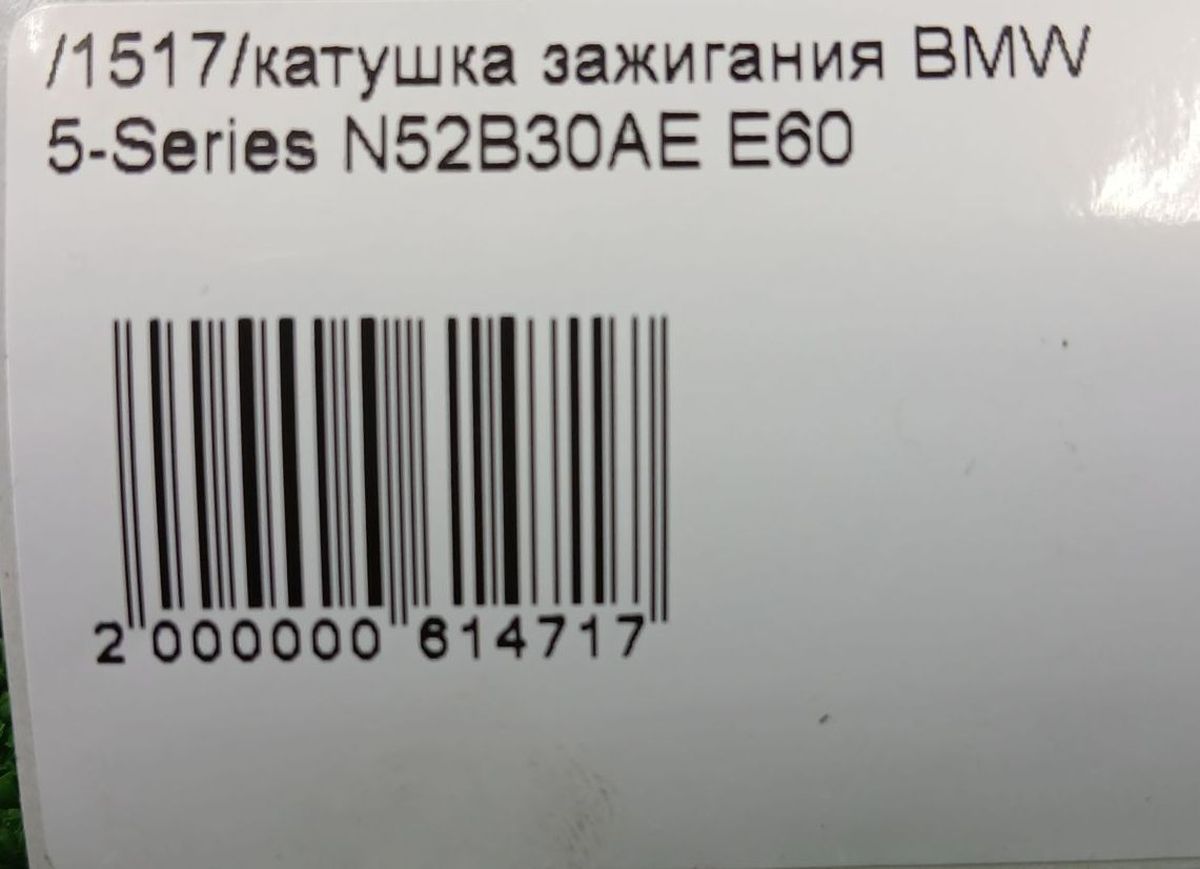 /1517/катушка зажигания BMW
5-Series N52B30AE E60
2 000000 614717